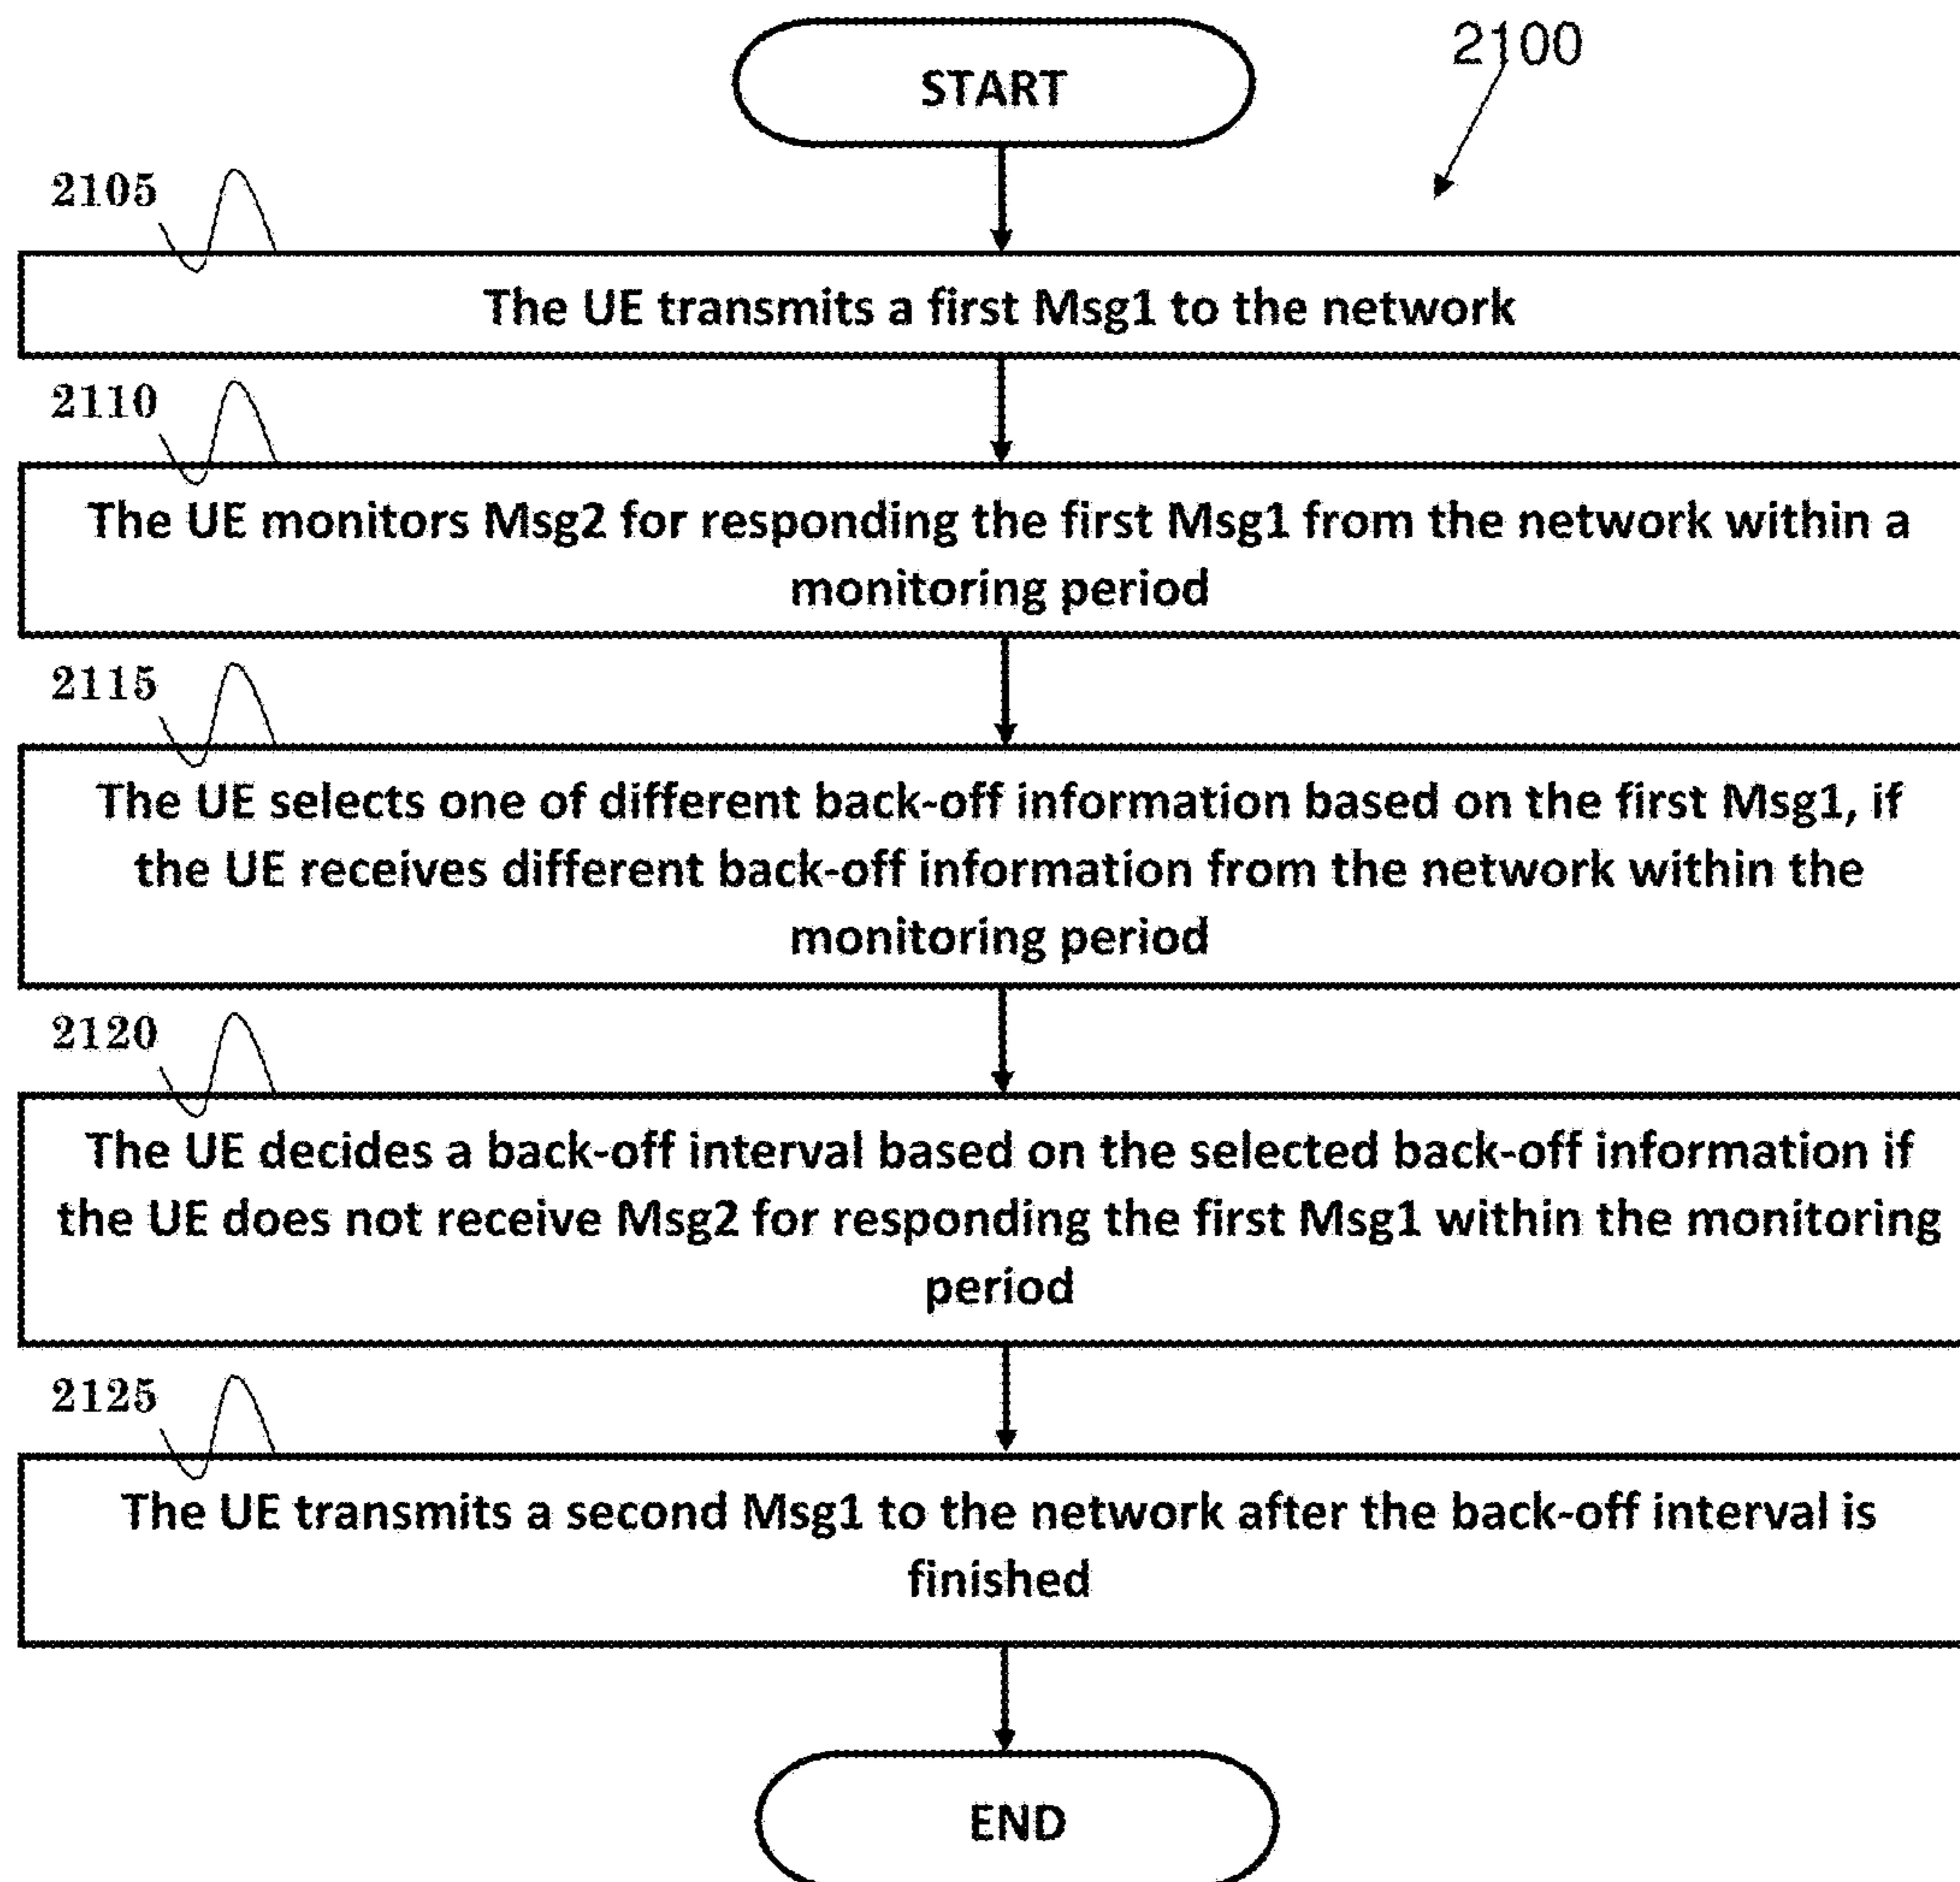 START
2100
2105
The UE transmits a first Msg1 to the network
2110
The UE monitors Msg2 for responding the first Msg1 from the network within a
monitoring period
2115
The UE selects one of different back-off information based on the first Msg1, if
the UE receives different back-off information from the network within the
monitoring period
2120
The UE decides a back-off interval based on the selected back-off information if
the UE does not receive Msg2 for responding the first Msg1 within the monitoring
period
2125
The UE transmits a second Msg1 to the network after the back-off interval is
finished
END